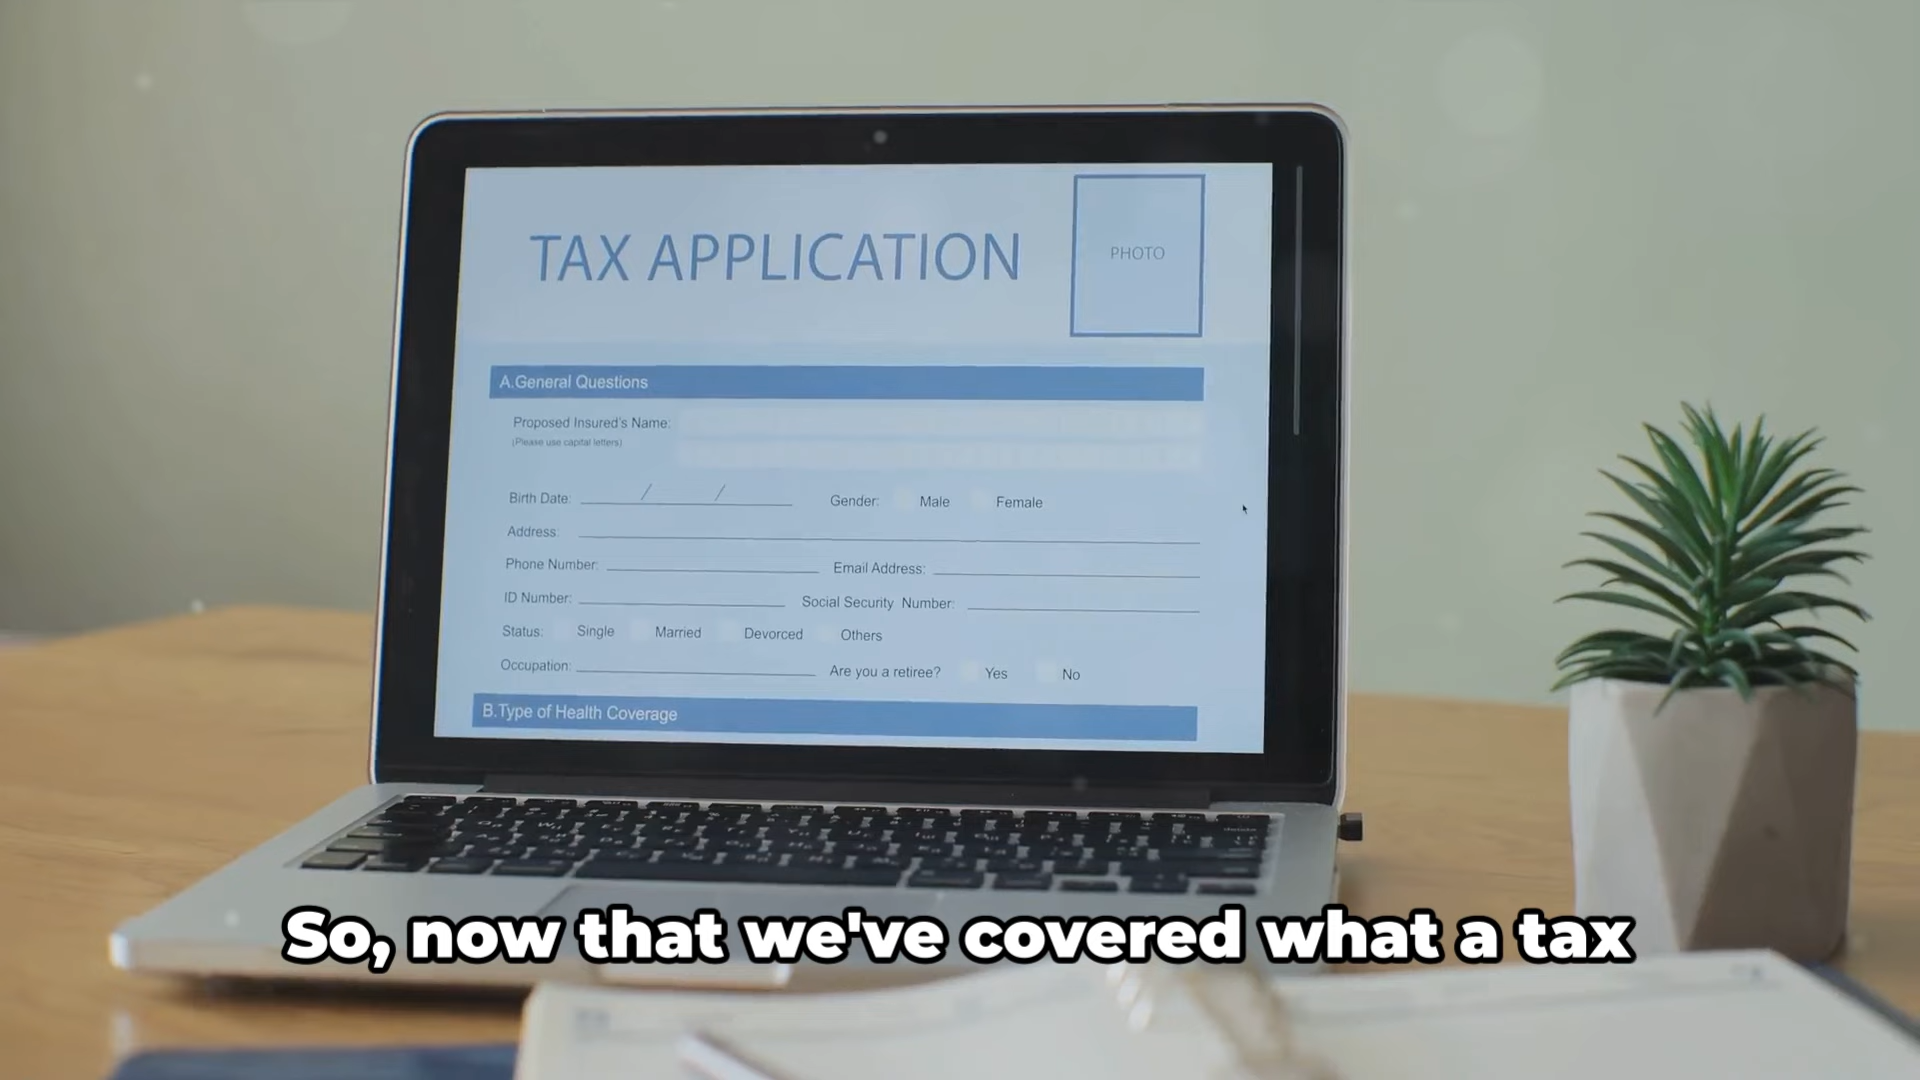 TAX APPLICATION
PHOTO
A.General Questions
Proposed Insured's Name:
(Please use capital letters)
Birth Date: / / Gender: Male Female
Address:
Phone Number: Email Address:
ID Number: Social Security Number:
Status: Single Married Devorced Others
Occupation: Are you a retiree? Yes No
B.Type of Health Coverage
So, now that we've covered what a tax